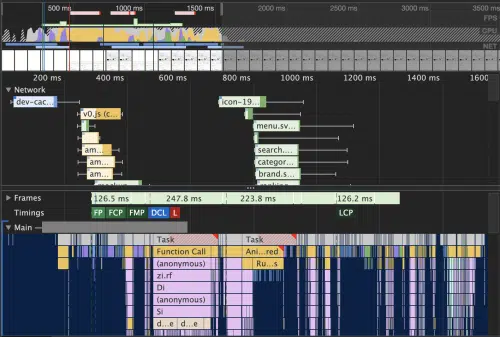 500 ms 1000 ms 1500 ms 2000 ms 2500 ms 3000 ms 3500 ms
FPS
CPU
NET
200 ms 400 ms 600 ms 800 ms 1000 ms 1200 ms 1400 ms 1600
Network
dev-cac... icon-19...
v0.js (c...
menu.sv...
am...
search....
am... categor...
am... brand.s...
Frames 126.5 ms 247.8 ms 223.8 ms 126.2 ms
Timings FP FCP FMP DCL L LCP
Main
Task Task
Function Call Ani...red
(anonymous) Ru...s
zi.rf
Di
(anonymous)
Si
d...e d...e